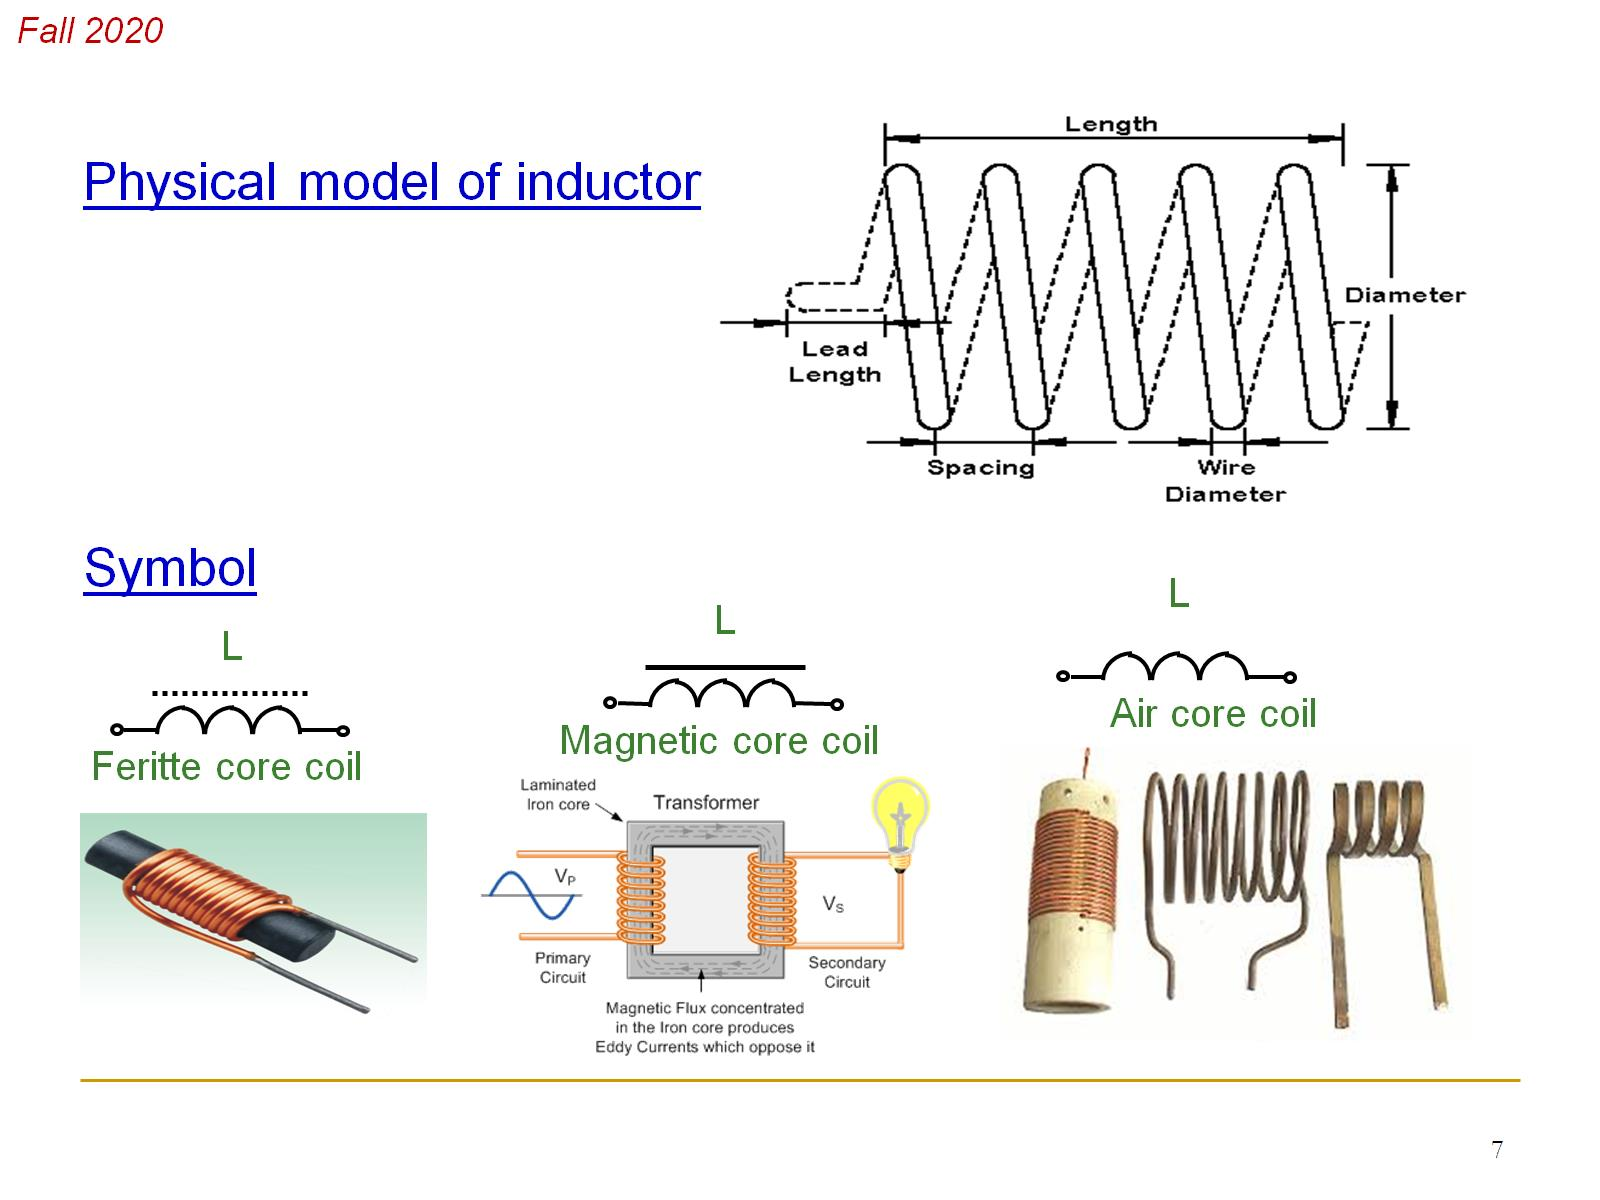 Fall 2020
Length
Physical model of inductor
Diameter
Lead
Length
Spacing
Wire
Diameter
Symbol
L
L
L
Feritte core coil
Magnetic core coil
Air core coil
Laminated
Iron core
Transformer
VP
VS
Primary
Circuit
Secondary
Circuit
Magnetic Flux concentrated
in the Iron core produces
Eddy Currents which oppose it
7